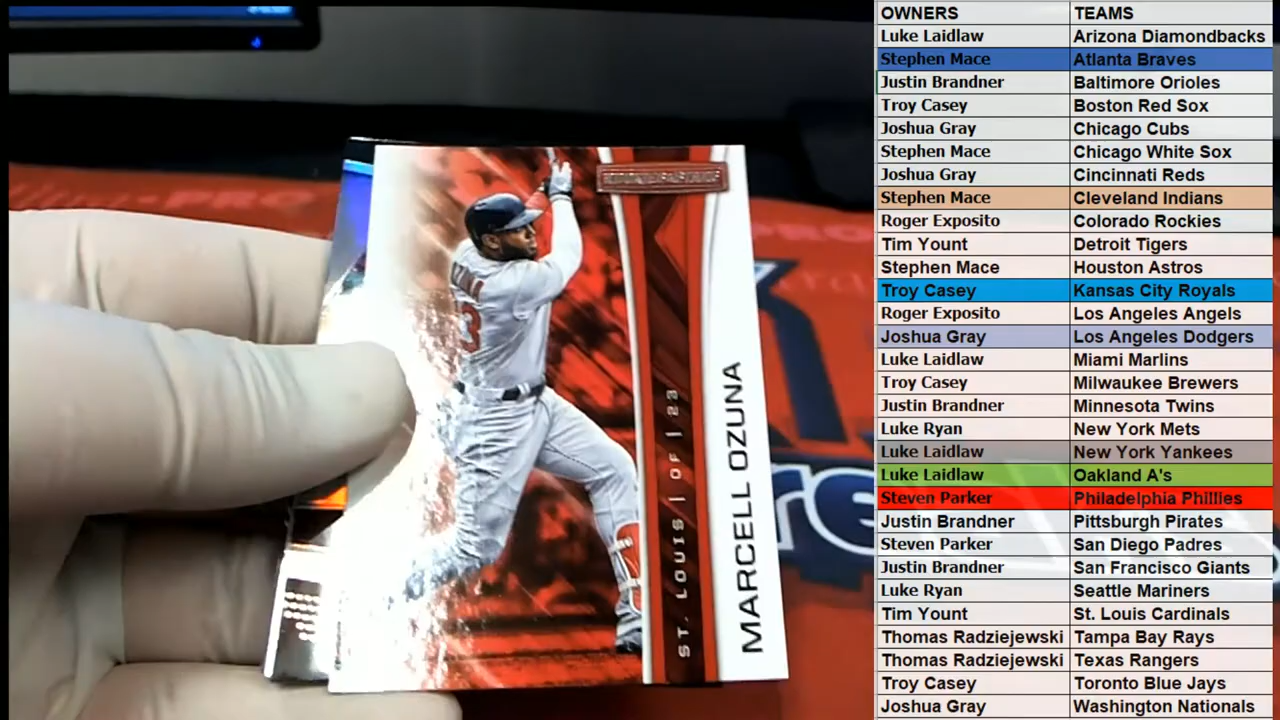 OWNERS TEAMS
Luke Laidlaw Arizona Diamondbacks
Stephen Mace Atlanta Braves
Justin Brandner Baltimore Orioles
Troy Casey Boston Red Sox
Joshua Gray Chicago Cubs
Stephen Mace Chicago White Sox
Joshua Gray Cincinnati Reds
Stephen Mace Cleveland Indians
Roger Exposito Colorado Rockies
Tim Yount Detroit Tigers
Stephen Mace Houston Astros
Troy Casey Kansas City Royals
Roger Exposito Los Angeles Angels
Joshua Gray Los Angeles Dodgers
Luke Laidlaw Miami Marlins
Troy Casey Milwaukee Brewers
Justin Brandner Minnesota Twins
Luke Ryan New York Mets
Luke Laidlaw New York Yankees
Luke Laidlaw Oakland A's
Steven Parker Philadelphia Phillies
Justin Brandner Pittsburgh Pirates
Steven Parker San Diego Padres
Justin Brandner San Francisco Giants
Luke Ryan Seattle Mariners
Tim Yount St. Louis Cardinals
Thomas Radziejewski Tampa Bay Rays
Thomas Radziejewski Texas Rangers
Troy Casey Toronto Blue Jays
Joshua Gray Washington Nationals
ST. LOUIS | OF | 23
MARCELL OZUNA